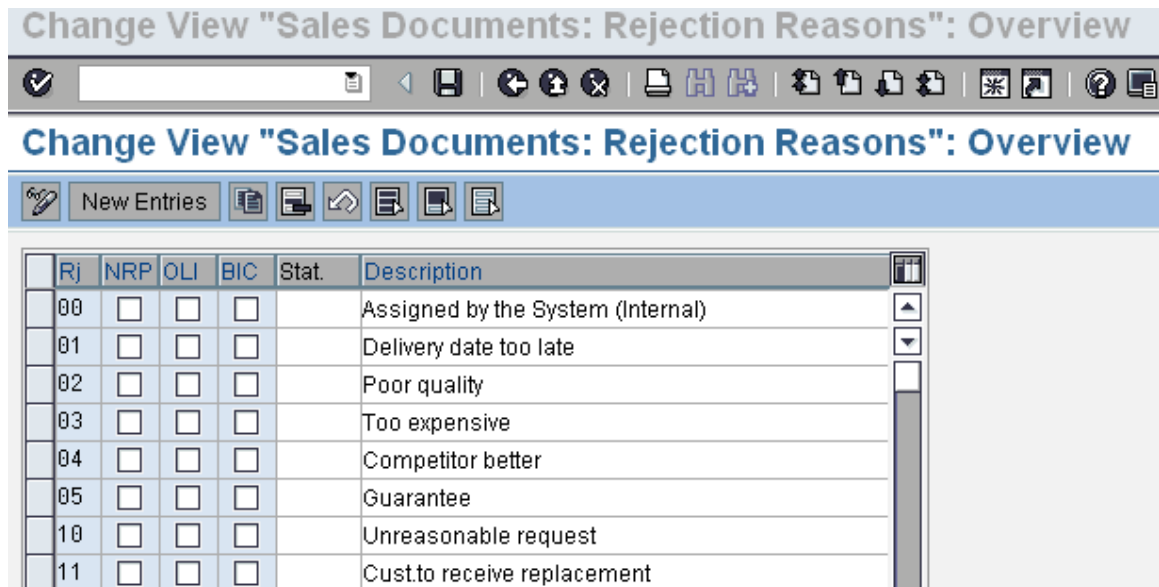 Change View "Sales Documents: Rejection Reasons": Overview
Change View "Sales Documents: Rejection Reasons": Overview
New Entries
Rj NRP OLI BIC Stat. Description
00 Assigned by the System (Internal)
01 Delivery date too late
02 Poor quality
03 Too expensive
04 Competitor better
05 Guarantee
10 Unreasonable request
11 Cust.to receive replacement